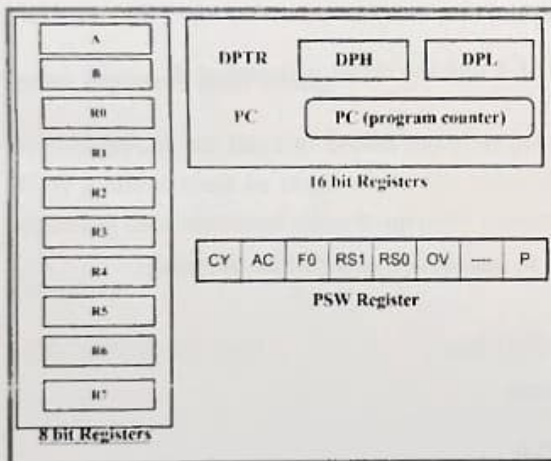 A
B
R0
R1
R2
R3
R4
R5
R6
R7
8 bit Registers
DPTR DPH DPL
PC PC (program counter)
16 bit Registers
CY AC F0 RS1 RS0 OV ---- P
PSW Register